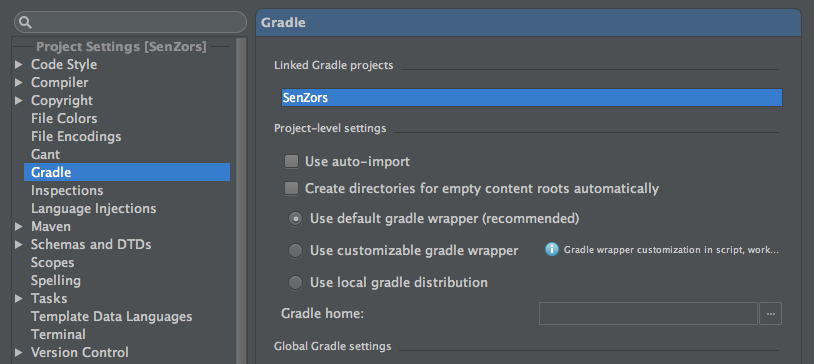 Project Settings [SenZors]
Code Style
Compiler
Copyright
File Colors
File Encodings
Gant
Gradle
Inspections
Language Injections
Maven
Schemas and DTDs
Scopes
Spelling
Tasks
Template Data Languages
Terminal
Version Control
Gradle
Linked Gradle projects
SenZors
Project-level settings
Use auto-import
Create directories for empty content roots automatically
Use default gradle wrapper (recommended)
Use customizable gradle wrapper
Gradle wrapper customization in script, work...
Use local gradle distribution
Gradle home:
...
Global Gradle settings